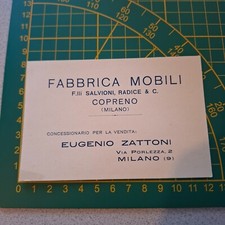 FABBRICA MOBILI
F.lli SALVIONI, RADICE & C.
COPRENO
(MILANO)
CONCESSIONARIO PER LA VENDITA:
EUGENIO ZATTONI
VIA PORLEZZA, 2
MILANO (9)